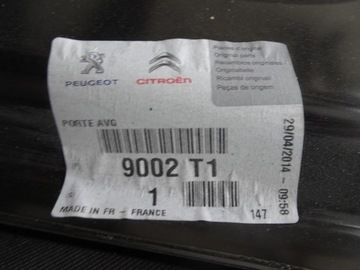 PEUGEOT
CITROËN
Pièces d'origine
Original parts
Recambios originales
Originalteile
Ricambi originali
Peças de origem
PORTE AVG
9002 T1
1
MADE IN FR - FRANCE
147
29/04/2014 - 09:58